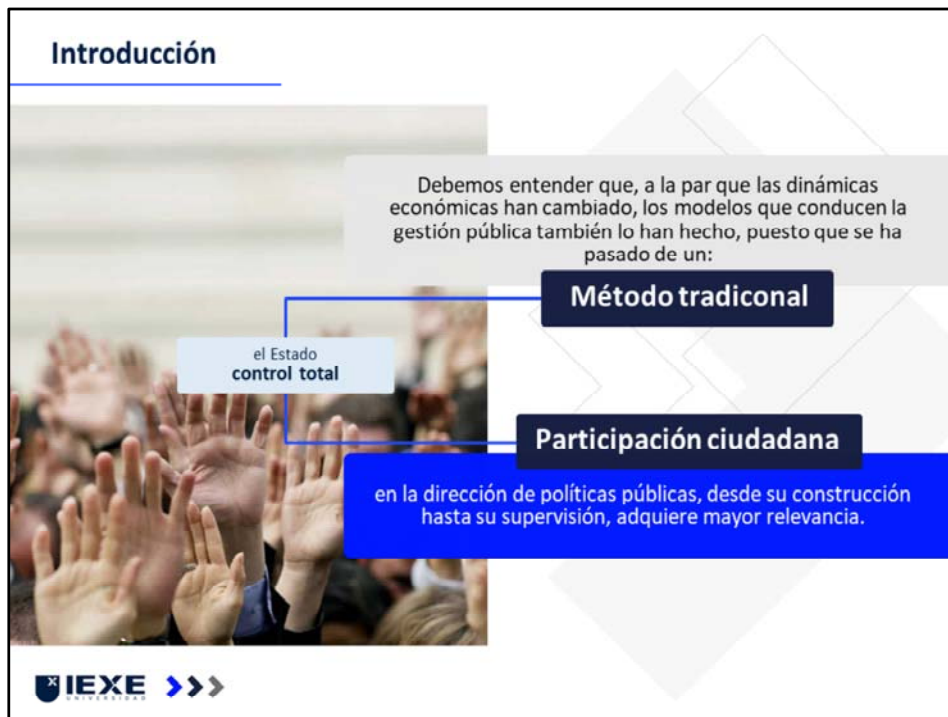 Introducción
Debemos entender que, a la par que las dinámicas
económicas han cambiado, los modelos que conducen la
gestión pública también lo han hecho, puesto que se ha
pasado de un:
Método tradiconal
el Estado
control total
Participación ciudadana
en la dirección de políticas públicas, desde su construcción
hasta su supervisión, adquiere mayor relevancia.
IEXE
UNIVERSIDAD